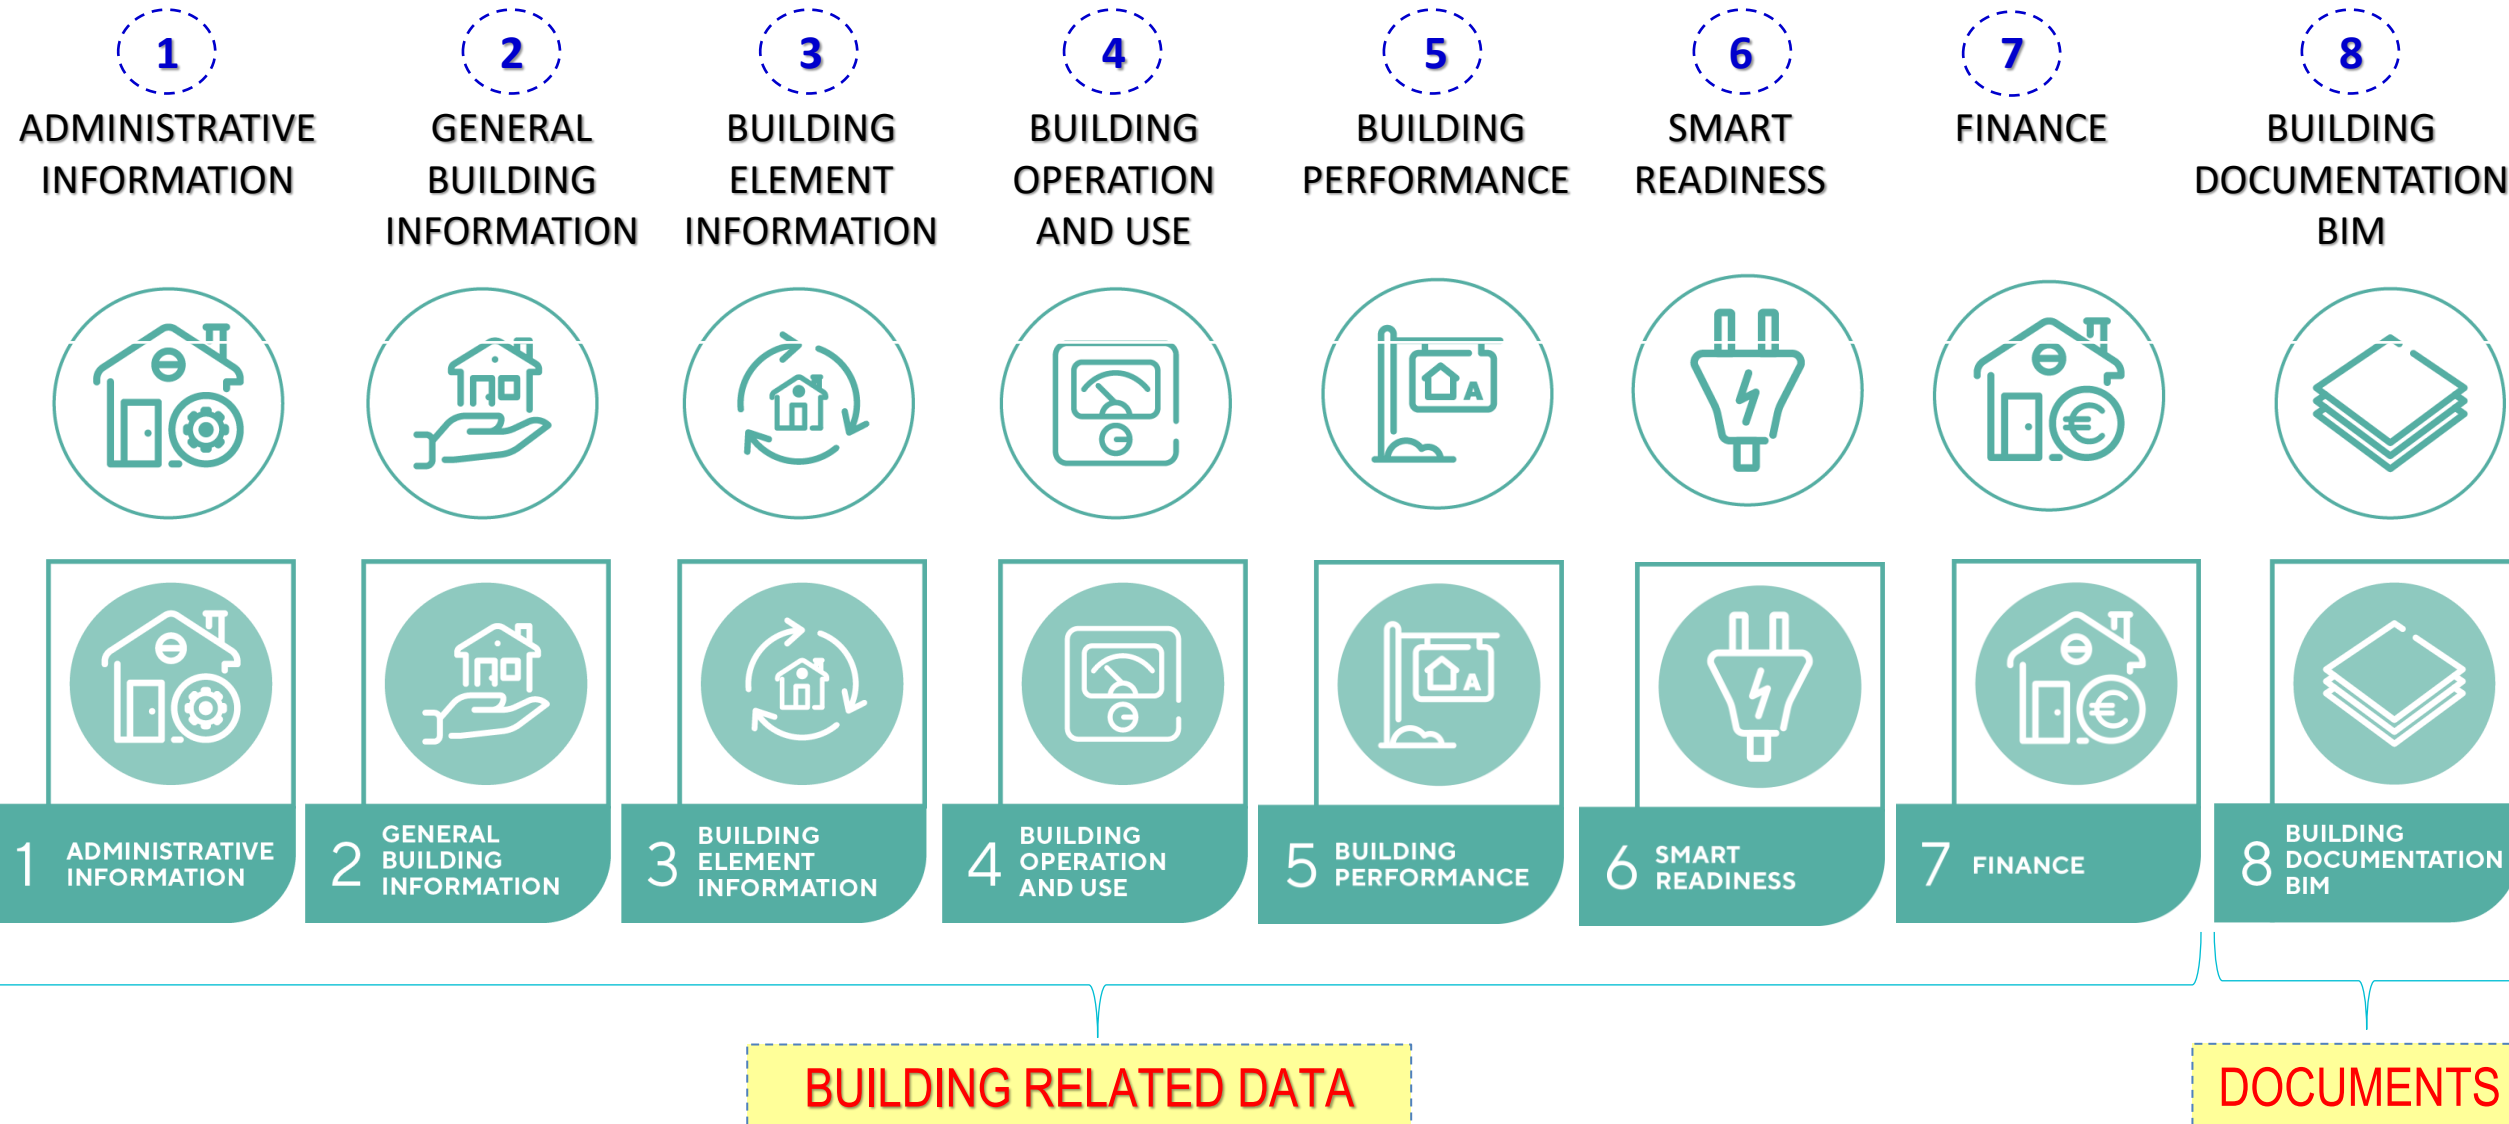 1
ADMINISTRATIVE
INFORMATION
2
GENERAL
BUILDING
INFORMATION
3
BUILDING
ELEMENT
INFORMATION
4
BUILDING
OPERATION
AND USE
5
BUILDING
PERFORMANCE
6
SMART
READINESS
7
FINANCE
8
BUILDING
DOCUMENTATION
BIM
A
A
1
ADMINISTRATIVE
INFORMATION
2
GENERAL
BUILDING
INFORMATION
3
BUILDING
ELEMENT
INFORMATION
4
BUILDING
OPERATION
AND USE
5
BUILDING
PERFORMANCE
6
SMART
READINESS
7
FINANCE
8
BUILDING
DOCUMENTATION
BIM
BUILDING RELATED DATA
DOCUMENTS